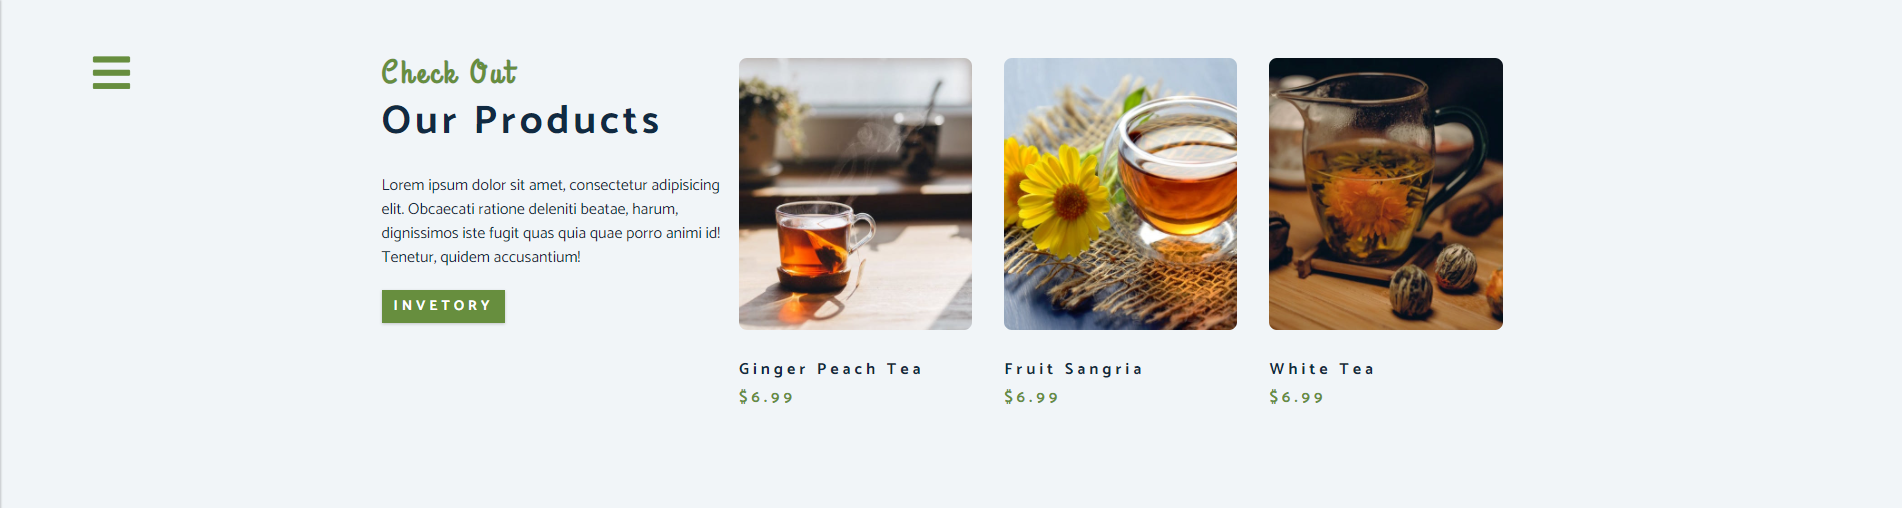 Check Out
Our Products
Lorem ipsum dolor sit amet, consectetur adipisicing
elit. Obcaecati ratione deleniti beatae, harum,
dignissimos iste fugit quas quia quae porro animi id!
Tenetur, quidem accusantium!
INVETORY
Ginger Peach Tea
$6.99
Fruit Sangria
$6.99
White Tea
$6.99